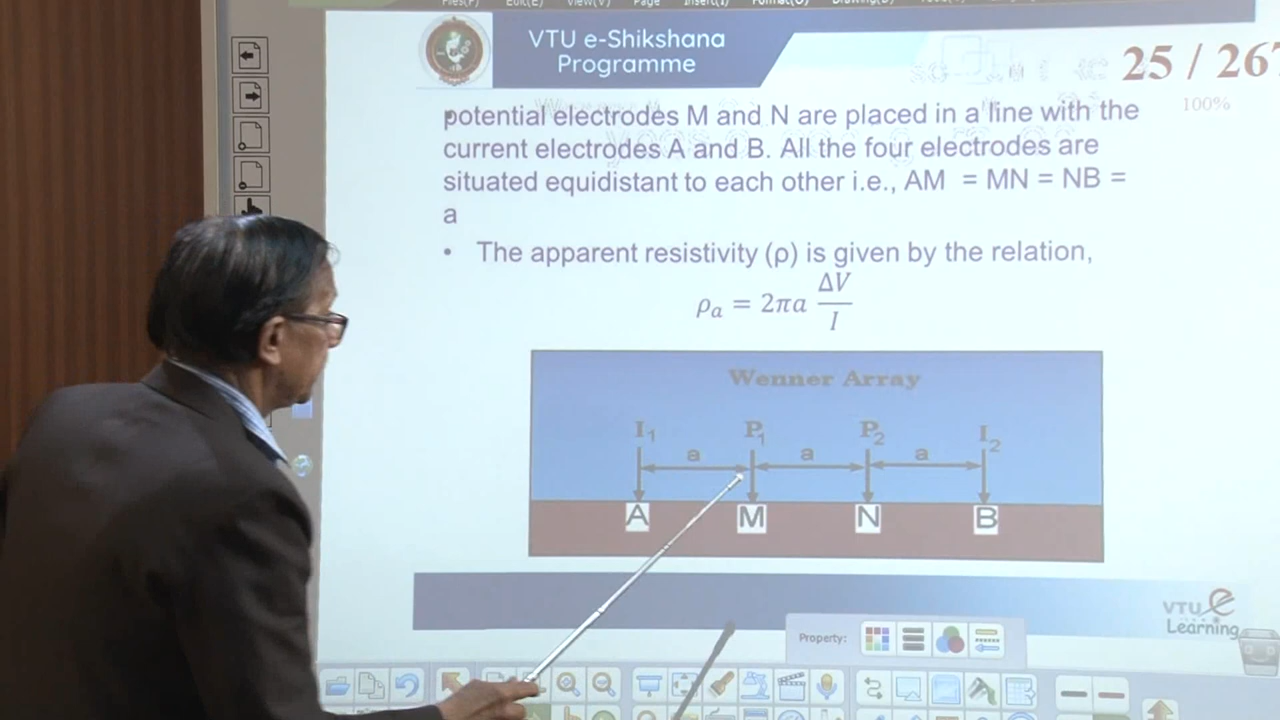 VTU e-Shikshana
Programme
25 / 267
100%
potential electrodes M and N are placed in a line with the
current electrodes A and B. All the four electrodes are
situated equidistant to each other i.e., AM = MN = NB =
a
• The apparent resistivity (ρ) is given by the relation,
ρₐ = 2πa ΔV/I
Wenner Array
I₁ P₁ P₂ I₂
a a a
A M N B
VTU e
Learning
Property: